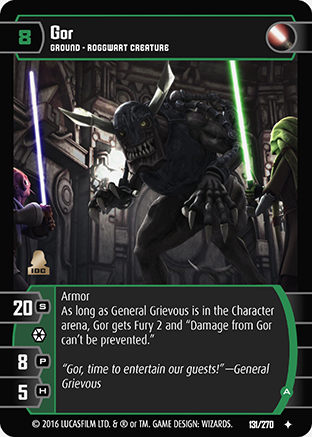 8
Gor
GROUND - ROGGWART CREATURE
IDC
20 S
8 P
5 H
Armor
As long as General Grievous is in the Character
arena, Gor gets Fury 2 and “Damage from Gor
can’t be prevented.”
“Gor, time to entertain our guests!” —General
Grievous
A
© 2016 LUCASFILM LTD. & ® or TM. GAME DESIGN: WIZARDS.
131/270